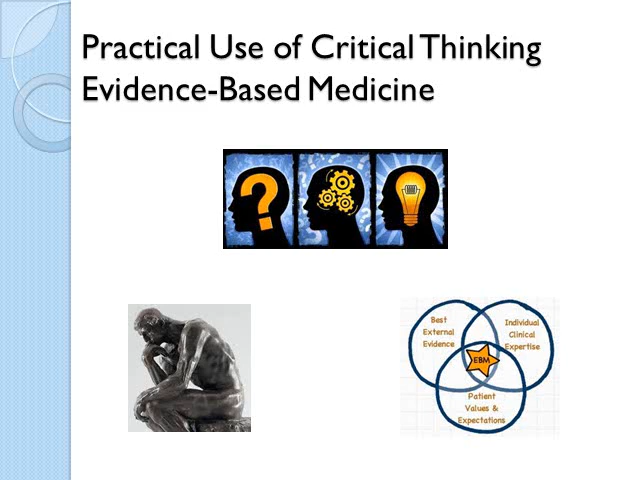 Practical Use of Critical Thinking
Evidence-Based Medicine
?
Best
External
Evidence
Individual
Clinical
Expertise
EBM
Patient
Values &
Expectations